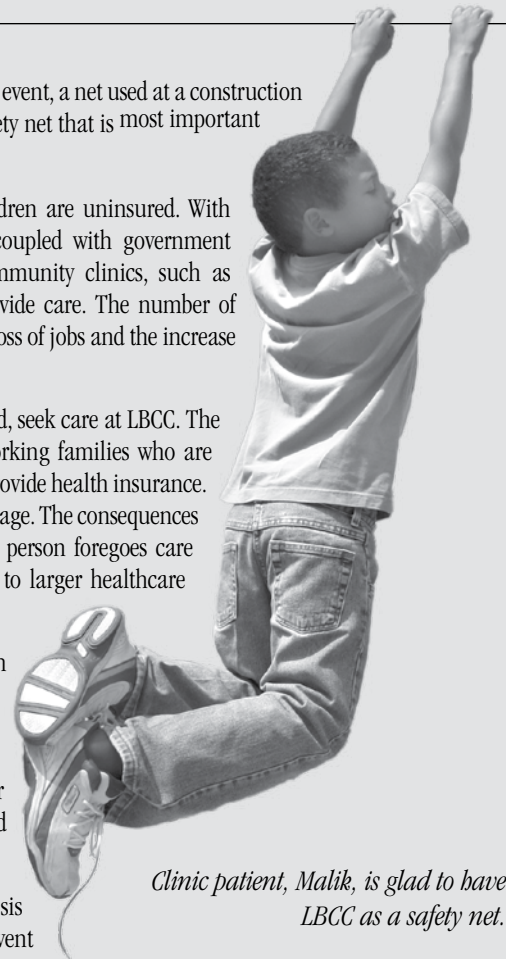 event, a net used at a construction
ety net that is most important
dren are uninsured. With
coupled with government
mmunity clinics, such as
vide care. The number of
oss of jobs and the increase
d, seek care at LBCC. The
orking families who are
ovide health insurance.
age. The consequences
person foregoes care
to larger healthcare
n
r
d
sis
vent
Clinic patient, Malik, is glad to have
LBCC as a safety net.